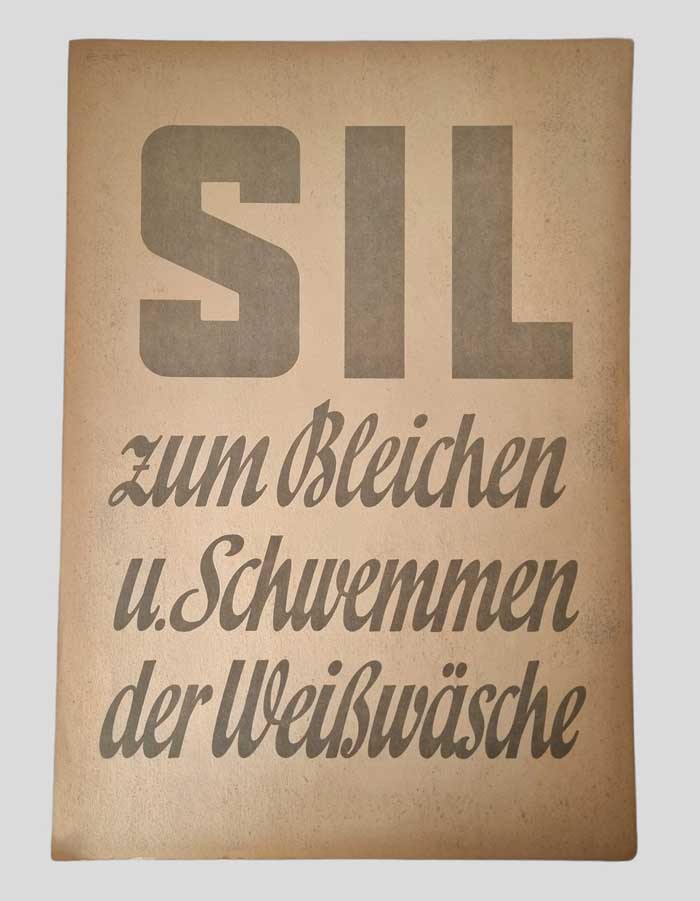 SIL
zum Bleichen
u. Schwemmen
der Weißwäsche